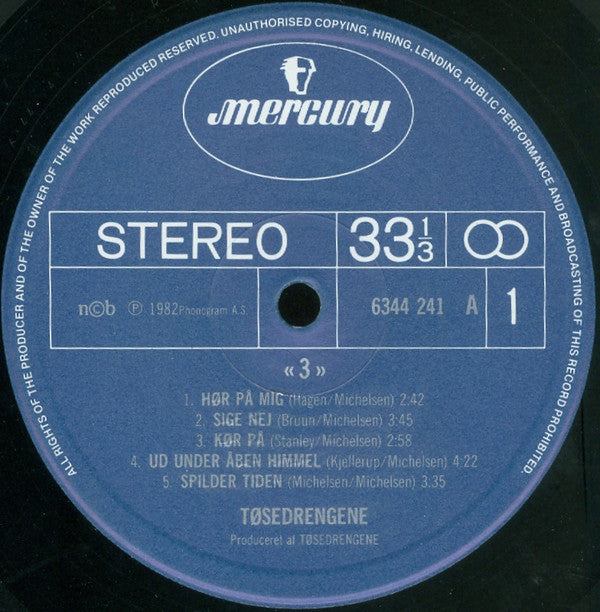 ALL RIGHTS OF THE PRODUCER AND OF THE OWNER OF THE WORK REPRODUCED RESERVED. UNAUTHORISED COPYING, HIRING, LENDING, PUBLIC PERFORMANCE AND BROADCASTING OF THIS RECORD PROHIBITED.
mercury
STEREO 33 1/3
n©b ℗ 1982 Phonogram A.S. 6344 241 A 1
«3»
1. HØR PÅ MIG (Hagen/Michelsen) 2:42
2. SIGE NEJ (Bruun/Michelsen) 3:45
3. KØR PÅ (Stanley/Michelsen) 2:58
4. UD UNDER ÅBEN HIMMEL (Kjellerup/Michelsen) 4:22
5. SPILDER TIDEN (Michelsen/Michelsen) 3.35
TØSEDRENGENE
Produceret af TØSEDRENGENE